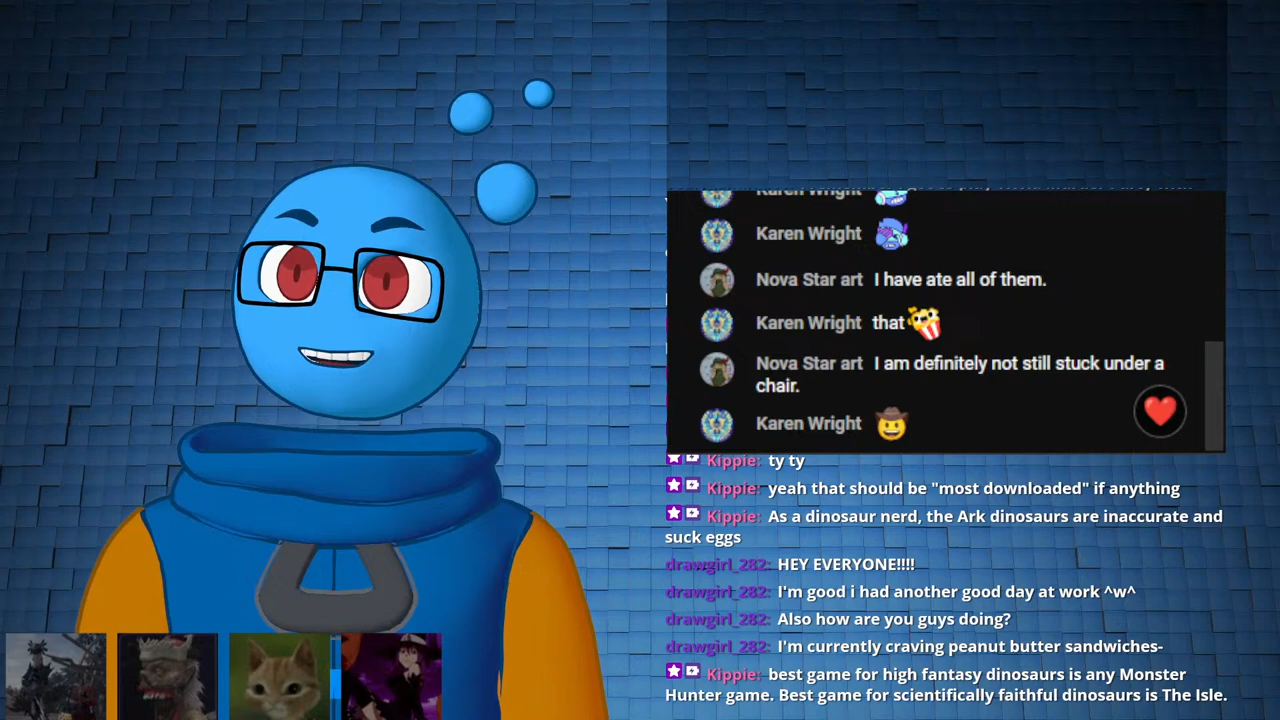 Karen Wright
Karen Wright
Nova Star art I have ate all of them.
Karen Wright that
Nova Star art I am definitely not still stuck under a
chair.
Karen Wright
Kippie: ty ty
Kippie: yeah that should be "most downloaded" if anything
Kippie: As a dinosaur nerd, the Ark dinosaurs are inaccurate and
suck eggs
drawgirl_282: HEY EVERYONE!!!!
drawgirl_282: I'm good i had another good day at work ^w^
drawgirl_282: Also how are you guys doing?
drawgirl_282: I'm currently craving peanut butter sandwiches-
Kippie: best game for high fantasy dinosaurs is any Monster
Hunter game. Best game for scientifically faithful dinosaurs is The Isle.